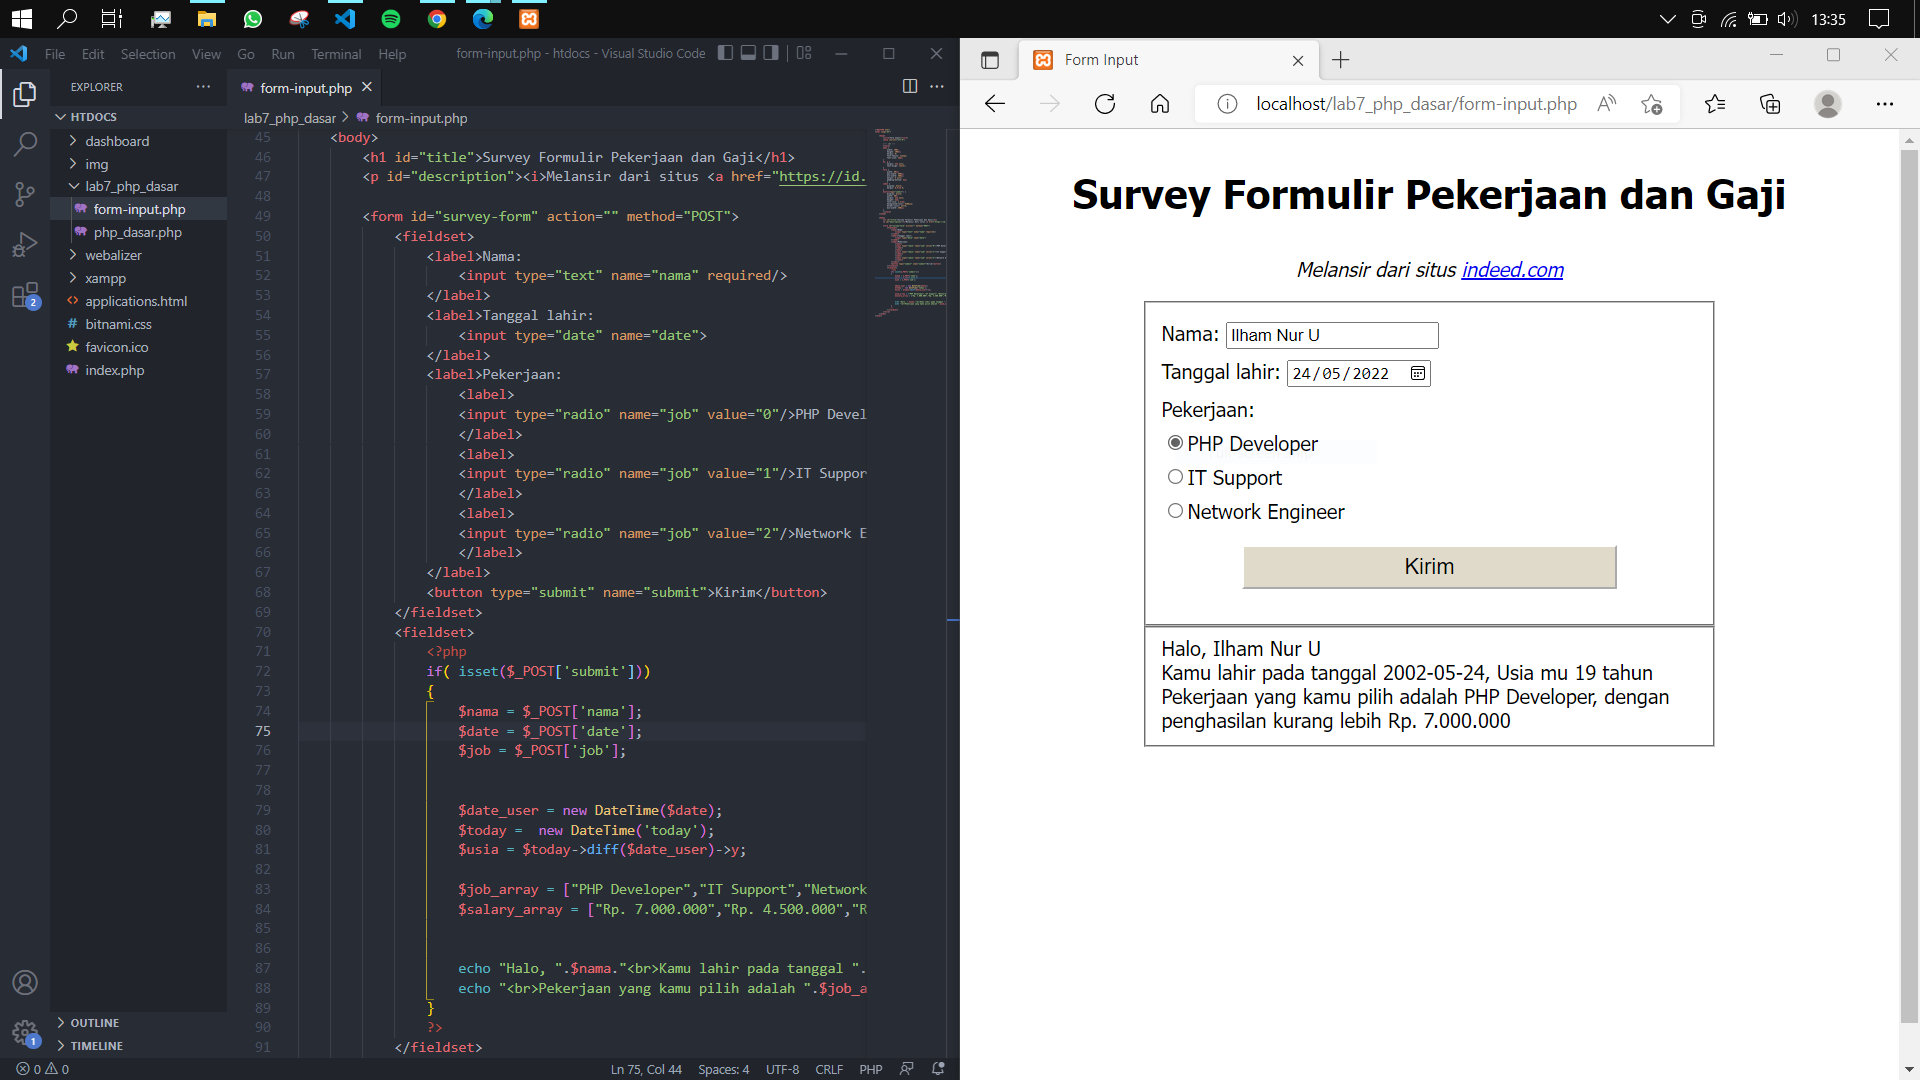 13:35
File Edit Selection View Go Run Terminal Help
form-input.php - htdocs - Visual Studio Code
EXPLORER
HTDOCS
dashboard
img
lab7_php_dasar
form-input.php
php_dasar.php
webalizer
xampp
applications.html
bitnami.css
favicon.ico
index.php
2
1
OUTLINE
TIMELINE
form-input.php
lab7_php_dasar > form-input.php
45 <body>
46 <h1 id="title">Survey Formulir Pekerjaan dan Gaji</h1>
47 <p id="description"><i>Melansir dari situs <a href="https://id.
48
49 <form id="survey-form" action="" method="POST">
50 <fieldset>
51 <label>Nama:
52 <input type="text" name="nama" required/>
53 </label>
54 <label>Tanggal lahir:
55 <input type="date" name="date">
56 </label>
57 <label>Pekerjaan:
58 <label>
59 <input type="radio" name="job" value="0"/>PHP Devel
60 </label>
61 <label>
62 <input type="radio" name="job" value="1"/>IT Suppor
63 </label>
64 <label>
65 <input type="radio" name="job" value="2"/>Network E
66 </label>
67 </label>
68 <button type="submit" name="submit">Kirim</button>
69 </fieldset>
70 <fieldset>
71 <?php
72 if( isset($_POST['submit']))
73 {
74 $nama = $_POST['nama'];
75 $date = $_POST['date'];
76 $job = $_POST['job'];
77
78
79 $date_user = new DateTime($date);
80 $today =  new DateTime('today');
81 $usia = $today->diff($date_user)->y;
82
83 $job_array = ["PHP Developer","IT Support","Network
84 $salary_array = ["Rp. 7.000.000","Rp. 4.500.000","R
85
86
87 echo "Halo, ".$nama."<br>Kamu lahir pada tanggal ".
88 echo "<br>Pekerjaan yang kamu pilih adalah ".$job_a
89 }
90 ?>
91 </fieldset>
0 0
Ln 75, Col 44 Spaces: 4 UTF-8 CRLF PHP
Form Input
localhost/lab7_php_dasar/form-input.php
Survey Formulir Pekerjaan dan Gaji
Melansir dari situs indeed.com
Nama: Ilham Nur U
Tanggal lahir: 24/05/2022
Pekerjaan:
PHP Developer
IT Support
Network Engineer
Kirim
Halo, Ilham Nur U
Kamu lahir pada tanggal 2002-05-24, Usia mu 19 tahun
Pekerjaan yang kamu pilih adalah PHP Developer, dengan
penghasilan kurang lebih Rp. 7.000.000